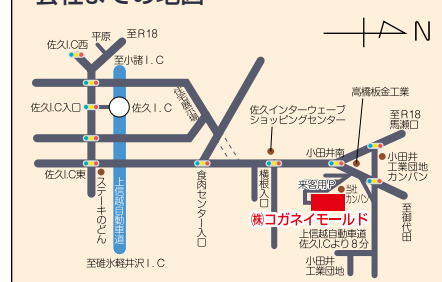 会社までの地図
佐久I.C西
平原
至R18
至小諸I.C
N
佐久I.C入口
佐久I.C
佐久インターウェーブ
ショッピングセンター
高橋板金工業
至R18
馬瀬口
小田井南
小田井
工業団地
カンバン
佐久I.C東
ステーキのどん
上信越自動車道
食肉センター入口
横根入口
来客用P
当社
カンバン
㈱コガネイモールド
至御代田
上信越自動車道
佐久I.Cより8分
小田井
工業団地
至碓氷軽井沢I.C